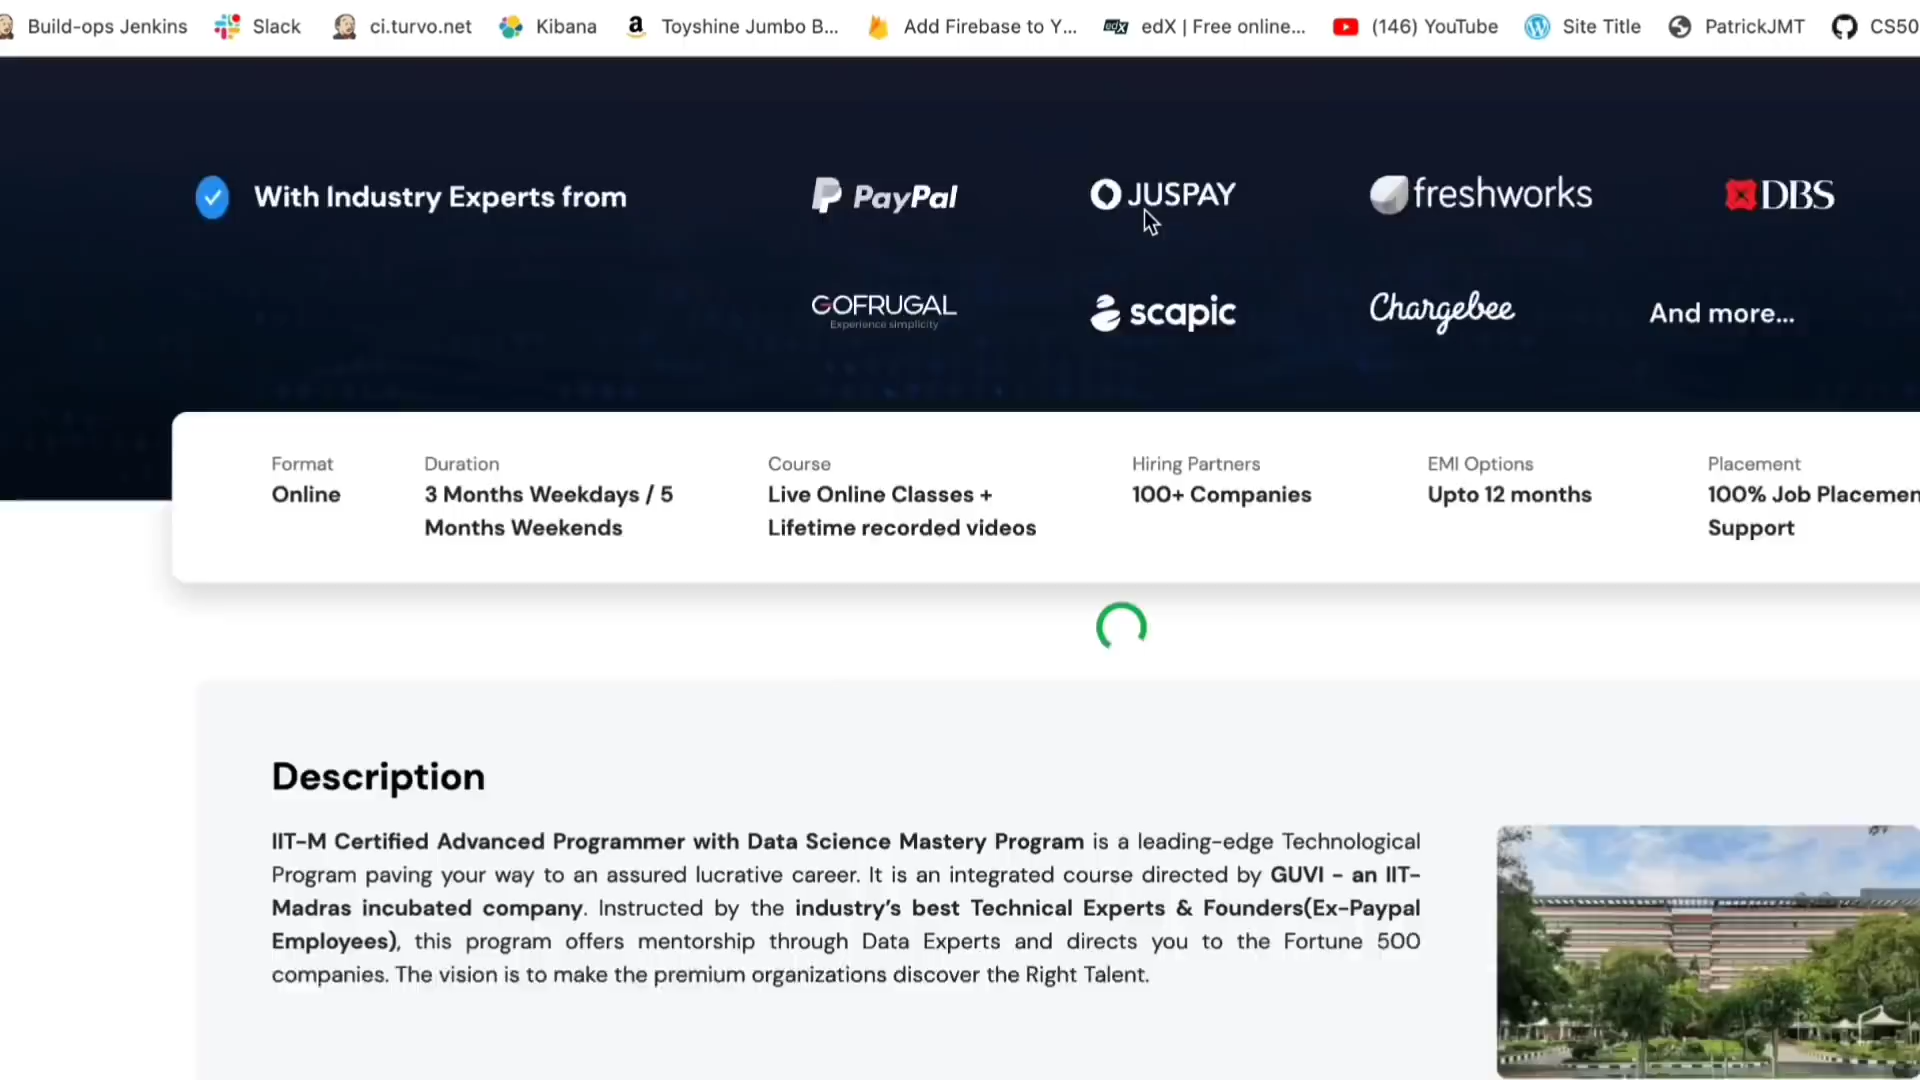 Build-ops Jenkins Slack ci.turvo.net Kibana a Toyshine Jumbo B... Add Firebase to Y... edX edX | Free online... (146) YouTube Site Title PatrickJMT CS50
With Industry Experts from PayPal JUSPAY freshworks DBS
GOFRUGAL scapic Chargebee And more...
Experience simplicity
Format Duration Course Hiring Partners EMI Options Placement
Online 3 Months Weekdays / 5 Live Online Classes + 100+ Companies Upto 12 months 100% Job Placemen
Months Weekends Lifetime recorded videos Support
Description
IIT-M Certified Advanced Programmer with Data Science Mastery Program is a leading-edge Technological
Program paving your way to an assured lucrative career. It is an integrated course directed by GUVI - an IIT-
Madras incubated company. Instructed by the industry’s best Technical Experts & Founders(Ex-Paypal
Employees), this program offers mentorship through Data Experts and directs you to the Fortune 500
companies. The vision is to make the premium organizations discover the Right Talent.